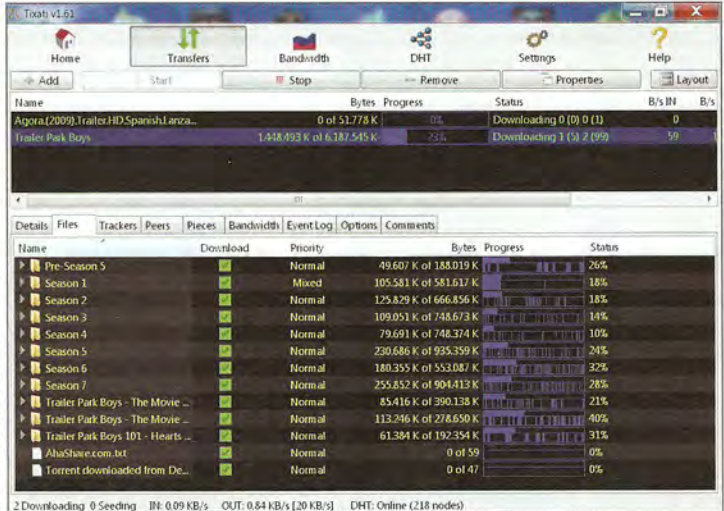 Tixati v1.61
Home Transfers Bandwidth DHT Settings Help
Add Start Stop Remove Properties Layout
Name Bytes Progress Status B/s IN B/s
Agora.(2009).Trailer.HD.Spanish.Lanza... 0 of 51.778 K 0% Downloading 0 (0) 0 (1) 0
Trailer Park Boys 1.448.493 K of 6.187.545 K 23% Downloading 1 (5) 2 (99) 59 1
Details Files Trackers Peers Pieces Bandwidth Event Log Options Comments
Name Download Priority Bytes Progress Status
Pre-Season 5 Normal 49.607 K of 188.019 K 26%
Season 1 Mixed 105.581 K of 581.617 K 18%
Season 2 Normal 125.829 K of 666.856 K 18%
Season 3 Normal 109.051 K of 748.673 K 14%
Season 4 Normal 79.691 K of 748.374 K 10%
Season 5 Normal 230.686 K of 935.359 K 24%
Season 6 Normal 180.355 K of 553.087 K 32%
Season 7 Normal 255.852 K of 904.413 K 28%
Trailer Park Boys - The Movie ... Normal 85.416 K of 390.138 K 21%
Trailer Park Boys - The Movie ... Normal 113.246 K of 278.650 K 40%
Trailer Park Boys 101 - Hearts ... Normal 61.384 K of 192.354 K 31%
AhaShare.com.txt Normal 0 of 59 0%
Torrent downloaded from De... Normal 0 of 47 0%
2 Downloading 0 Seeding IN: 0.09 KB/s OUT: 0.84 KB/s [20 KB/s] DHT: Online (218 nodes)